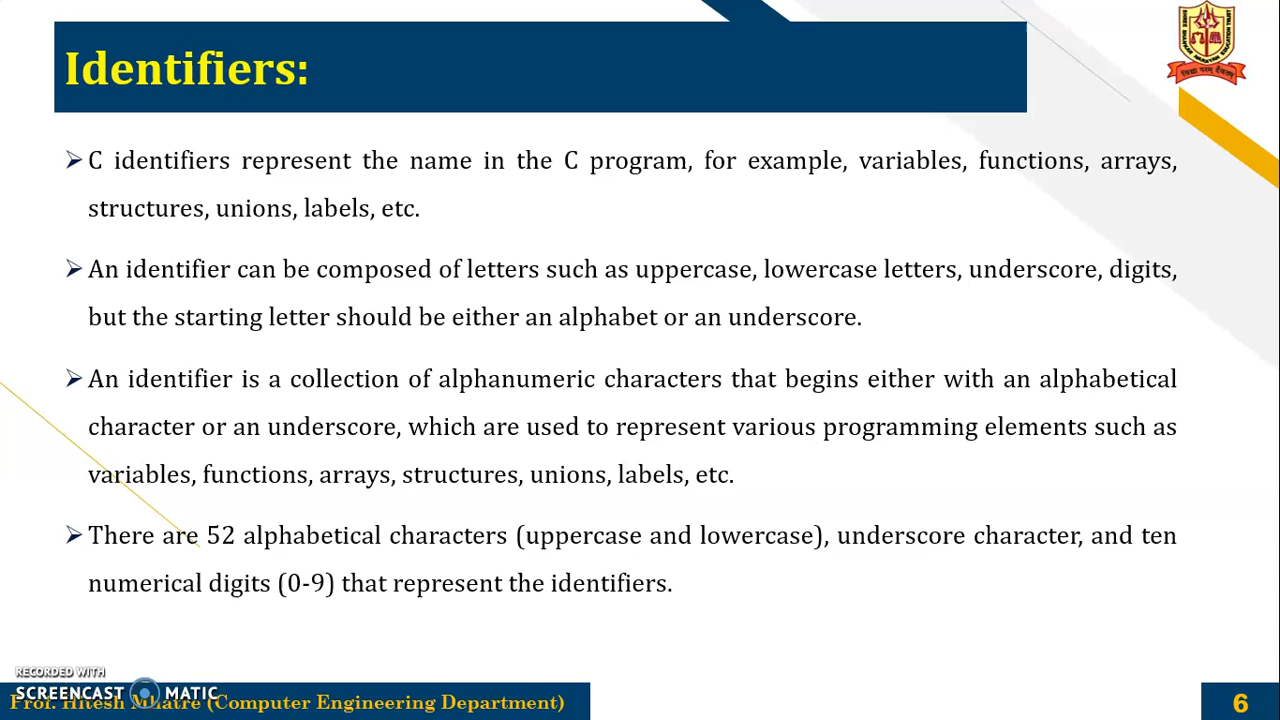 Identifiers:
➢ C identifiers represent the name in the C program, for example, variables, functions, arrays,
structures, unions, labels, etc.
➢ An identifier can be composed of letters such as uppercase, lowercase letters, underscore, digits,
but the starting letter should be either an alphabet or an underscore.
➢ An identifier is a collection of alphanumeric characters that begins either with an alphabetical
character or an underscore, which are used to represent various programming elements such as
variables, functions, arrays, structures, unions, labels, etc.
➢ There are 52 alphabetical characters (uppercase and lowercase), underscore character, and ten
numerical digits (0-9) that represent the identifiers.
RECORDED WITH
SCREENCAST MATIC
Prof. Hitesh Mhatre (Computer Engineering Department)
6